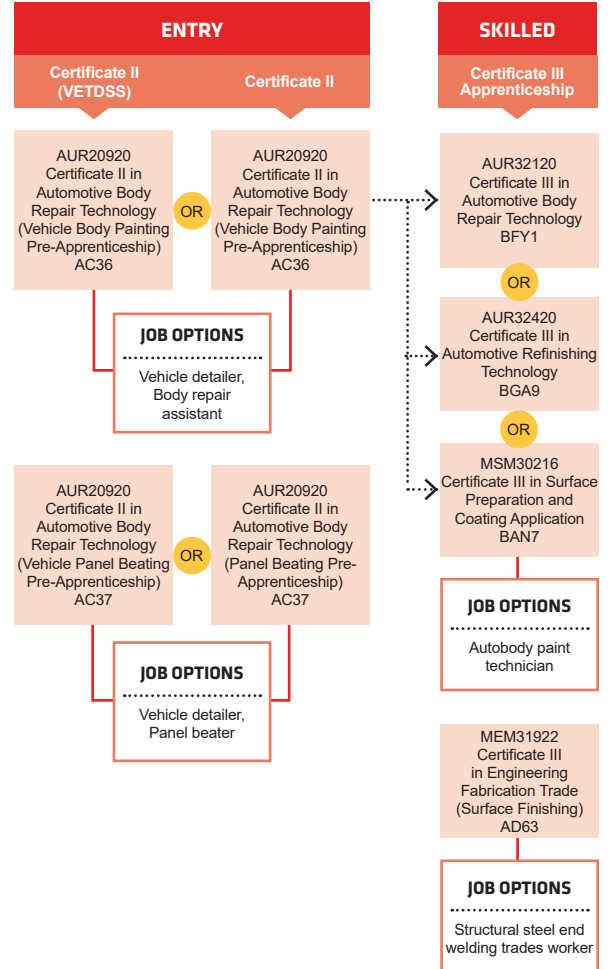 ENTRY
SKILLED
Certificate II
(VETDSS)
Certificate II
Certificate III
Apprenticeship
AUR20920
Certificate II in
Automotive Body
Repair Technology
(Vehicle Body Painting
Pre-Apprenticeship)
AC36
OR
AUR20920
Certificate II in
Automotive Body
Repair Technology
(Vehicle Body Painting
Pre-Apprenticeship)
AC36
JOB OPTIONS
Vehicle detailer,
Body repair
assistant
AUR20920
Certificate II in
Automotive Body
Repair Technology
(Vehicle Panel Beating
Pre-Apprenticeship)
AC37
OR
AUR20920
Certificate II in
Automotive Body
Repair Technology
(Panel Beating Pre-
Apprenticeship)
AC37
JOB OPTIONS
Vehicle detailer,
Panel beater
AUR32120
Certificate III in
Automotive Body
Repair Technology
BFY1
OR
AUR32420
Certificate III in
Automotive Refinishing
Technology
BGA9
OR
MSM30216
Certificate III in Surface
Preparation and
Coating Application
BAN7
JOB OPTIONS
Autobody paint
technician
MEM31922
Certificate III
in Engineering
Fabrication Trade
(Surface Finishing)
AD63
JOB OPTIONS
Structural steel end
welding trades worker